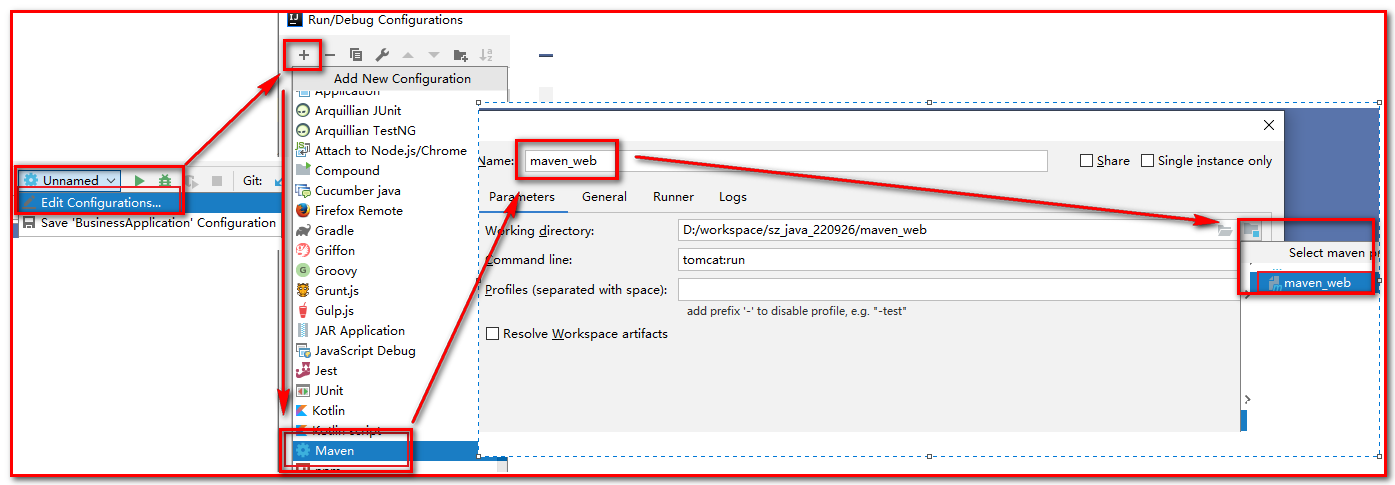 Run/Debug Configurations
Add New Configuration
Application
Arquillian JUnit
Arquillian TestNG
Attach to Node.js/Chrome
Compound
Cucumber java
Firefox Remote
Gradle
Griffon
Groovy
Grunt.js
Gulp.js
JAR Application
JavaScript Debug
Jest
JUnit
Kotlin
Kotlin script
Maven
npm
Unnamed
Git:
Edit Configurations...
Save 'BusinessApplication' Configuration
Name: maven_web
Share
Single instance only
Parameters
General
Runner
Logs
Working directory: D:/workspace/sz_java_220926/maven_web
Command line: tomcat:run
Profiles (separated with space):
add prefix '-' to disable profile, e.g. "-test"
Resolve Workspace artifacts
Select maven
...
maven_web